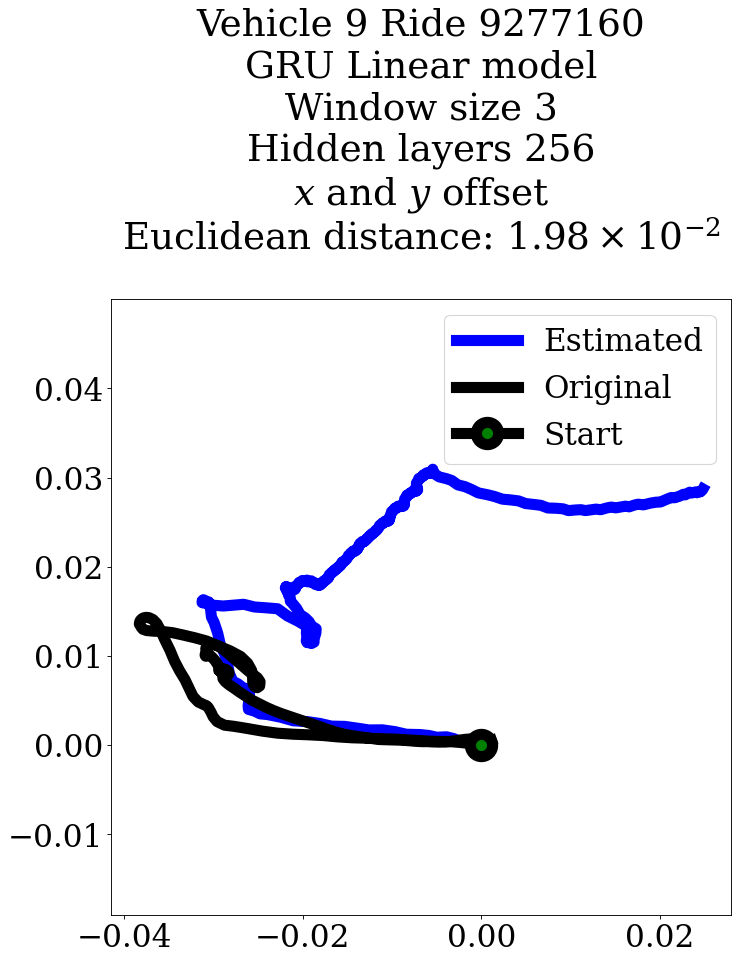 Vehicle 9 Ride 9277160
GRU Linear model
Window size 3
Hidden layers 256
x and y offset
Euclidean distance: 1.98 × 10⁻²
Estimated
Original
Start
0.04
0.03
0.02
0.01
0.00
−0.01
−0.04
−0.02
0.00
0.02